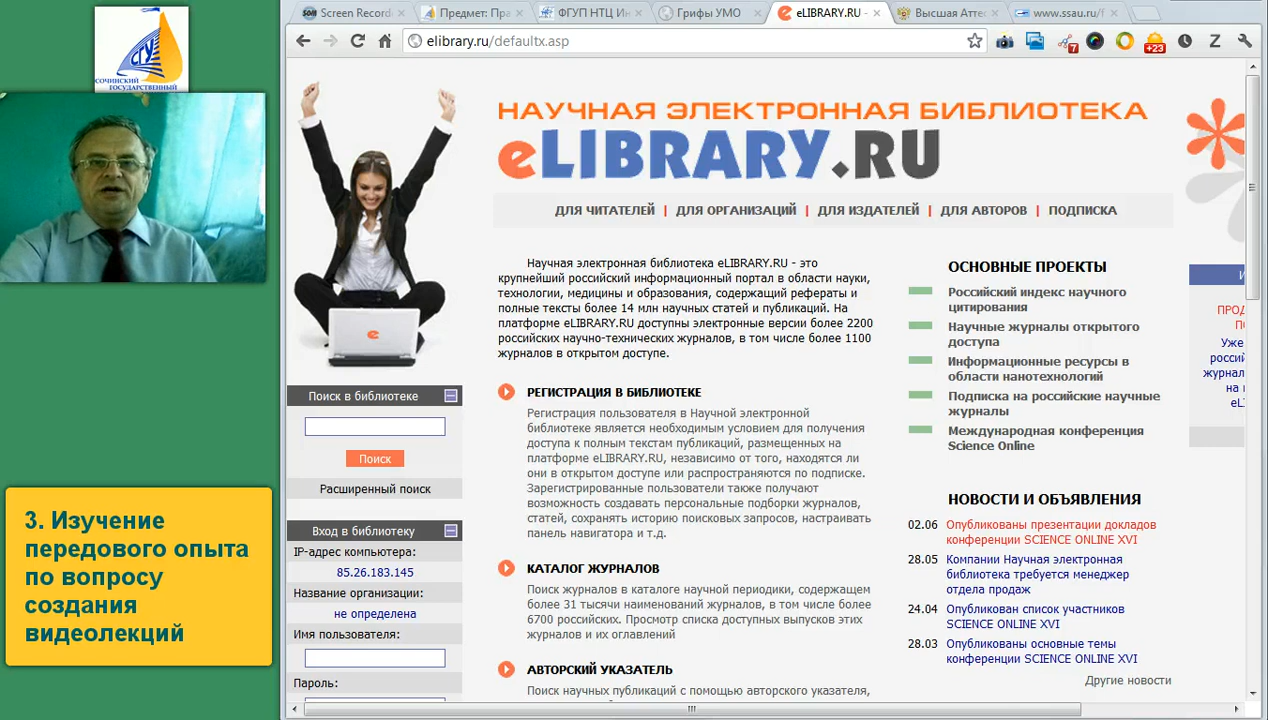 СГУ
СОЧИНСКИЙ
ГОСУДАРСТВЕННЫЙ
3. Изучение
передового опыта
по вопросу
создания
видеолекций
Screen Record
Предмет: Пра
ФГУП НТЦ Ин
Грифы УМО
eLIBRARY.RU -
Высшая Аттес
www.ssau.ru/f
elibrary.ru/defaultx.asp
7
+23
Z
НАУЧНАЯ ЭЛЕКТРОННАЯ БИБЛИОТЕКА
eLIBRARY.RU
ДЛЯ ЧИТАТЕЛЕЙ | ДЛЯ ОРГАНИЗАЦИЙ | ДЛЯ ИЗДАТЕЛЕЙ | ДЛЯ АВТОРОВ | ПОДПИСКА
e
Поиск в библиотеке
Поиск
Расширенный поиск
Вход в библиотеку
IP-адрес компьютера:
85.26.183.145
Название организации:
не определена
Имя пользователя:
Пароль:
Научная электронная библиотека eLIBRARY.RU - это
крупнейший российский информационный портал в области науки,
технологии, медицины и образования, содержащий рефераты и
полные тексты более 14 млн научных статей и публикаций. На
платформе eLIBRARY.RU доступны электронные версии более 2200
российских научно-технических журналов, в том числе более 1100
журналов в открытом доступе.
РЕГИСТРАЦИЯ В БИБЛИОТЕКЕ
Регистрация пользователя в Научной электронной
библиотеке является необходимым условием для получения
доступа к полным текстам публикаций, размещенных на
платформе eLIBRARY.RU, независимо от того, находятся ли
они в открытом доступе или распространяются по подписке.
Зарегистрированные пользователи также получают
возможность создавать персональные подборки журналов,
статей, сохранять историю поисковых запросов, настраивать
панель навигатора и т.д.
КАТАЛОГ ЖУРНАЛОВ
Поиск журналов в каталоге научной периодики, содержащем
более 31 тысячи наименований журналов, в том числе более
6700 российских. Просмотр списка доступных выпусков этих
журналов и их оглавлений
АВТОРСКИЙ УКАЗАТЕЛЬ
Поиск научных публикаций с помощью авторского указателя,
ОСНОВНЫЕ ПРОЕКТЫ
Российский индекс научного
цитирования
Научные журналы открытого
доступа
Информационные ресурсы в
области нанотехнологий
Подписка на российские научные
журналы
Международная конференция
Science Online
НОВОСТИ И ОБЪЯВЛЕНИЯ
02.06 Опубликованы презентации докладов
конференции SCIENCE ONLINE XVI
28.05 Компании Научная электронная
библиотека требуется менеджер
отдела продаж
24.04 Опубликован список участников
SCIENCE ONLINE XVI
28.03 Опубликованы основные темы
конференции SCIENCE ONLINE XVI
Другие новости
И
ПРОД
ПО
Уже
россий
журнал
на
eLI